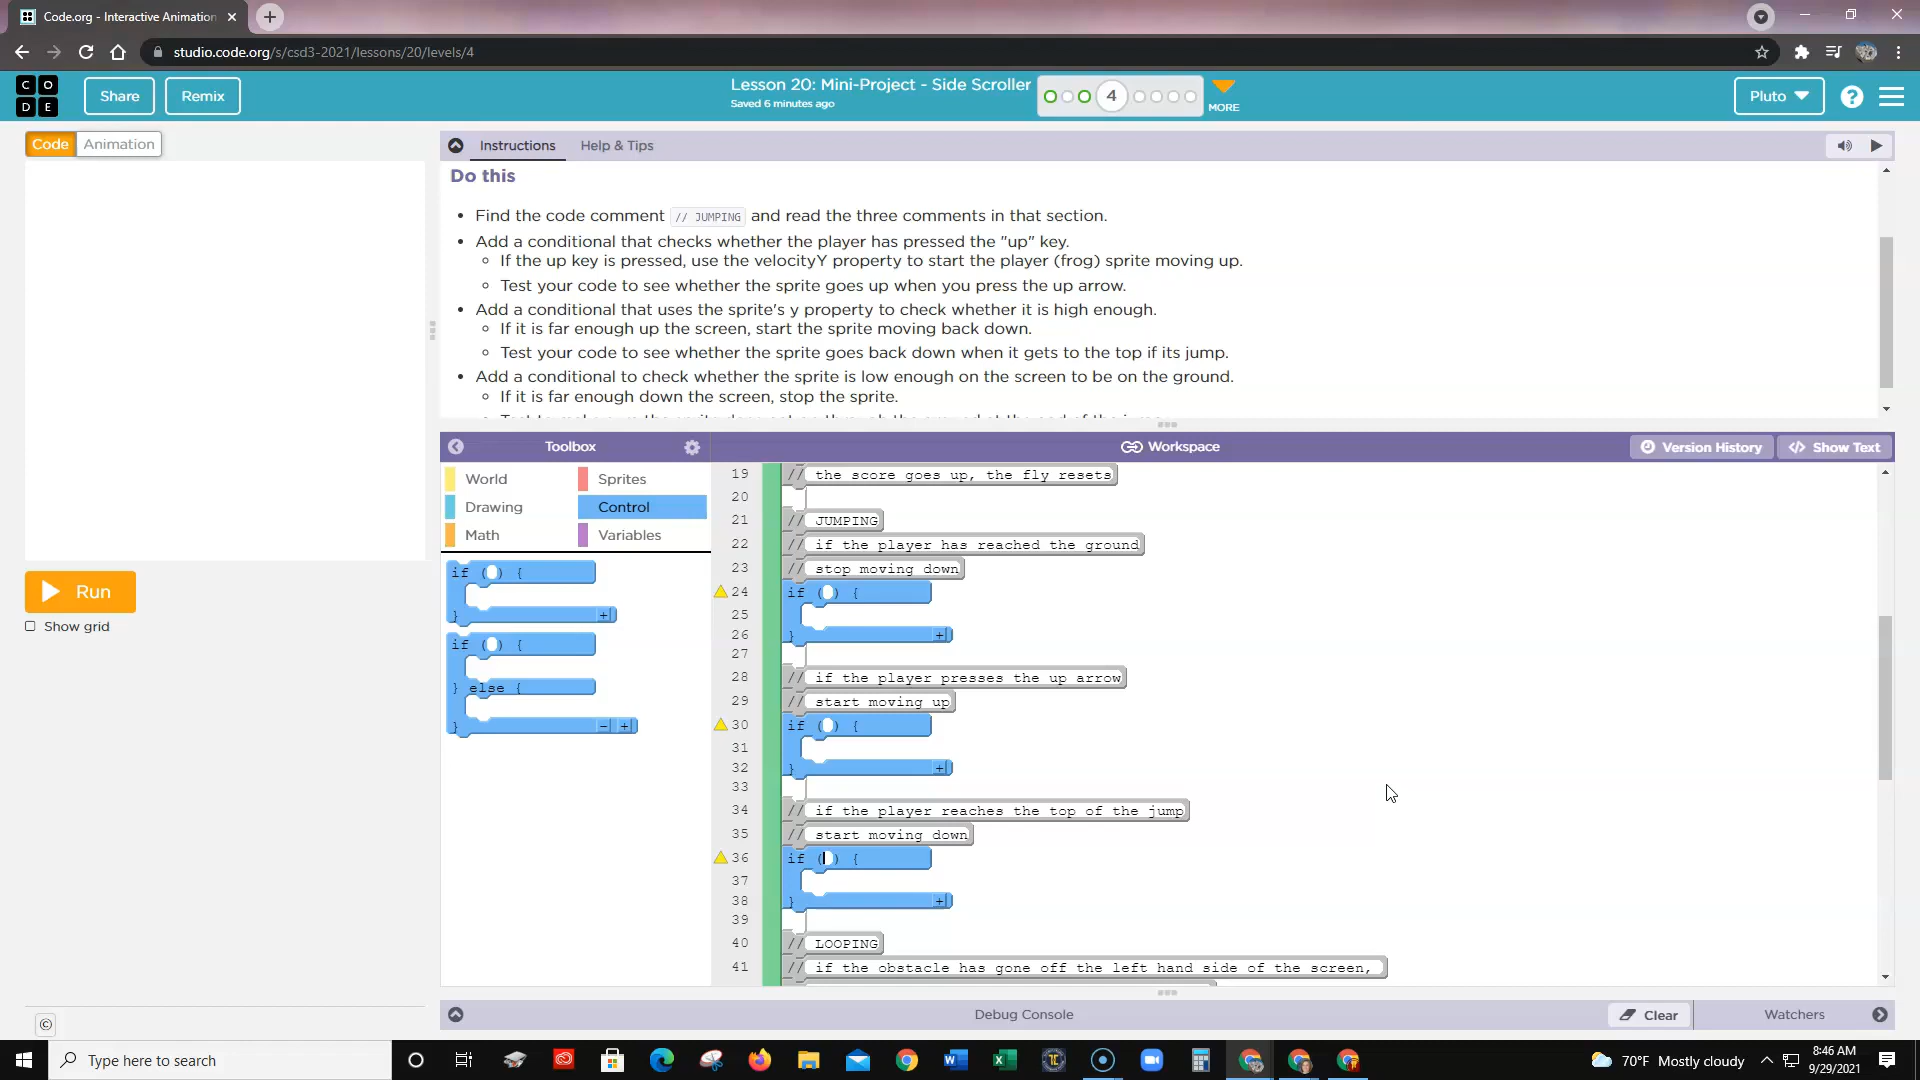 Code.org - Interactive Animation
studio.code.org/s/csd3-2021/lessons/20/levels/4
C O
D E
Share
Remix
Lesson 20: Mini-Project - Side Scroller
Saved 6 minutes ago
4
MORE
Pluto
?
Code
Animation
Instructions
Help & Tips
Do this
Find the code comment // JUMPING and read the three comments in that section.
Add a conditional that checks whether the player has pressed the "up" key.
If the up key is pressed, use the velocityY property to start the player (frog) sprite moving up.
Test your code to see whether the sprite goes up when you press the up arrow.
Add a conditional that uses the sprite's y property to check whether it is high enough.
If it is far enough up the screen, start the sprite moving back down.
Test your code to see whether the sprite goes back down when it gets to the top if its jump.
Add a conditional to check whether the sprite is low enough on the screen to be on the ground.
If it is far enough down the screen, stop the sprite.
Toolbox
Workspace
Version History
Show Text
World
Sprites
Drawing
Control
Math
Variables
if ( ) {
}
+
if ( ) {
} else {
}
- +
19 // the score goes up, the fly resets
20
21 // JUMPING
22 // if the player has reached the ground
23 // stop moving down
24 if ( ) {
25
26 } +
27
28 // if the player presses the up arrow
29 // start moving up
30 if ( ) {
31
32 } +
33
34 // if the player reaches the top of the jump
35 // start moving down
36 if ( ) {
37
38 } +
39
40 // LOOPING
41 // if the obstacle has gone off the left hand side of the screen,
Run
Show grid
©
Debug Console
Clear
Watchers
Type here to search
70°F Mostly cloudy
8:46 AM
9/29/2021